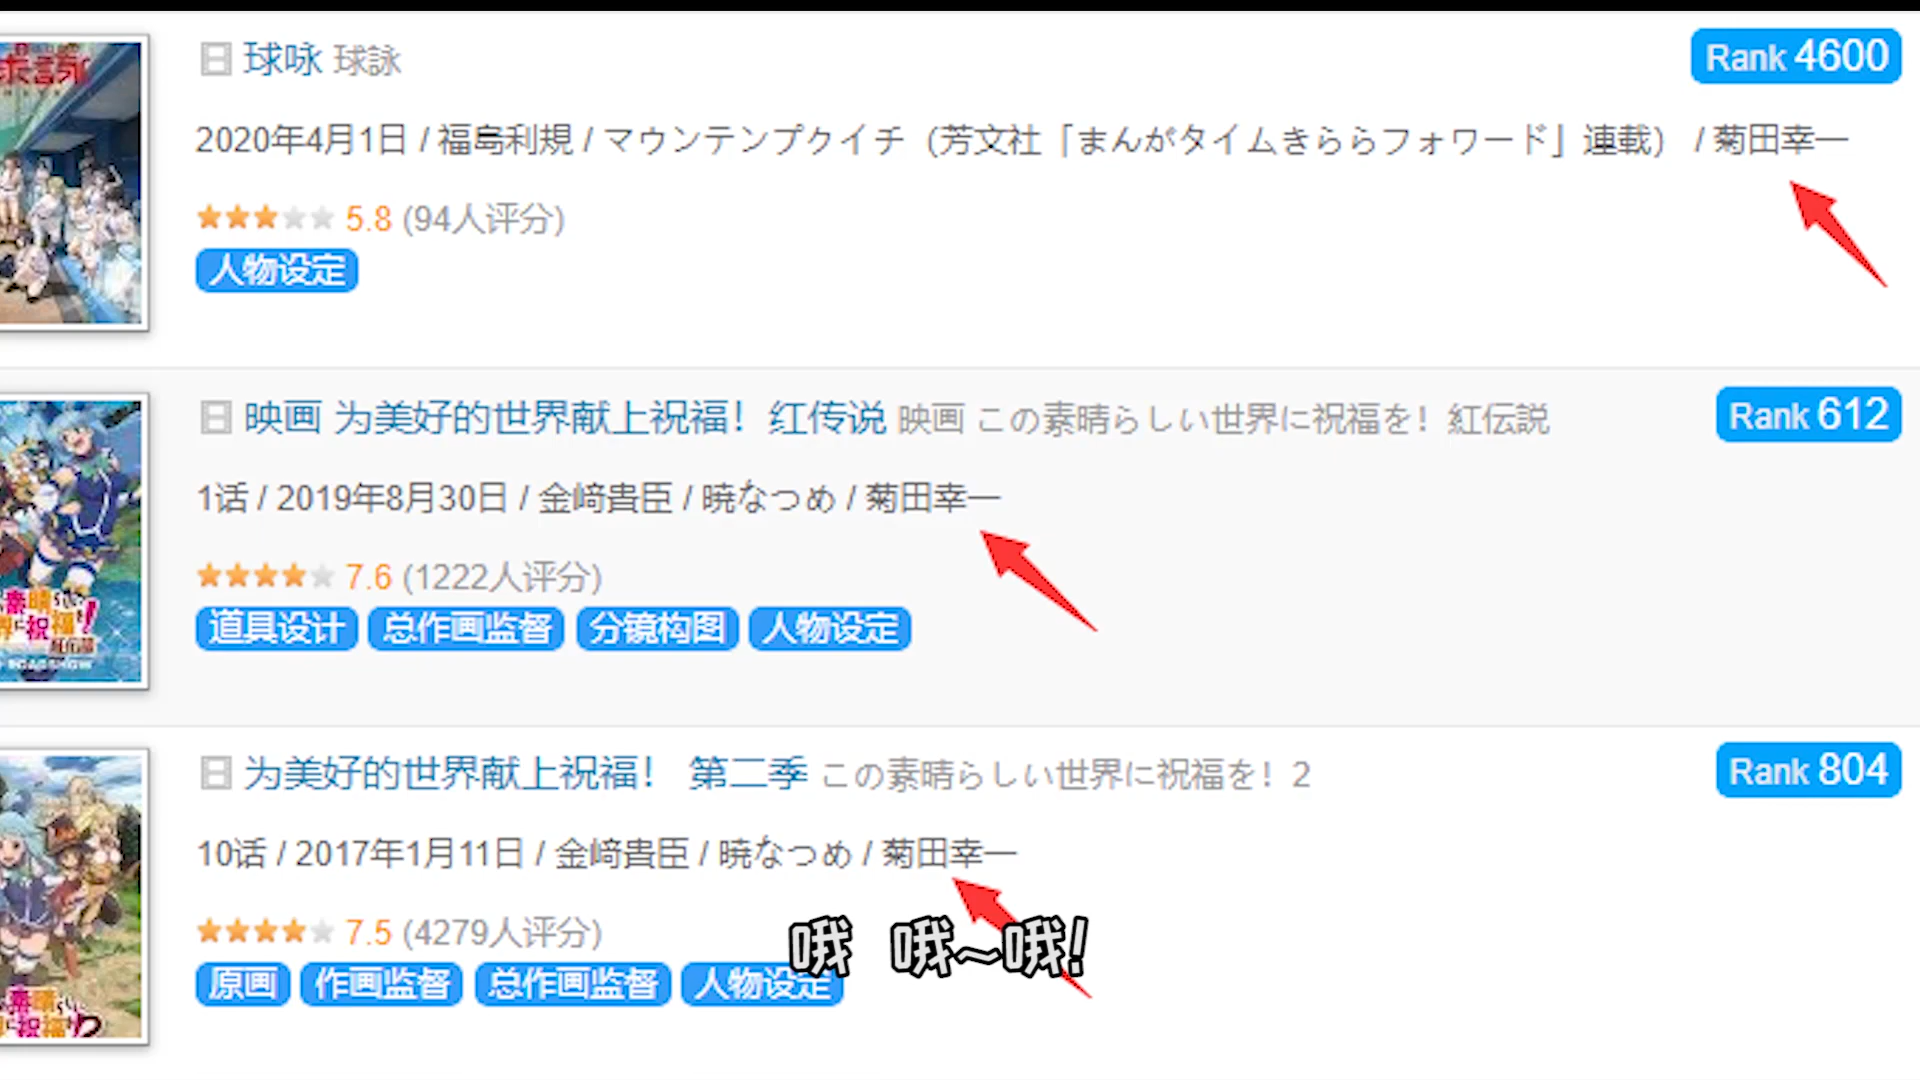 球咏 球詠
Rank 4600
2020年4月1日 / 福島利規 / マウンテンプクイチ（芳文社「まんがタイムきららフォワード」連載） / 菊田幸一
5.8 (94人评分)
人物设定
映画 为美好的世界献上祝福！红传说 映画 この素晴らしい世界に祝福を！紅伝説
Rank 612
1话 / 2019年8月30日 / 金﨑貴臣 / 暁なつめ / 菊田幸一
7.6 (1222人评分)
道具设计 总作画监督 分镜构图 人物设定
为美好的世界献上祝福！ 第二季 この素晴らしい世界に祝福を！2
Rank 804
10话 / 2017年1月11日 / 金﨑貴臣 / 暁なつめ / 菊田幸一
7.5 (4279人评分)
哦 哦~哦!
原画 作画监督 总作画监督 人物设定